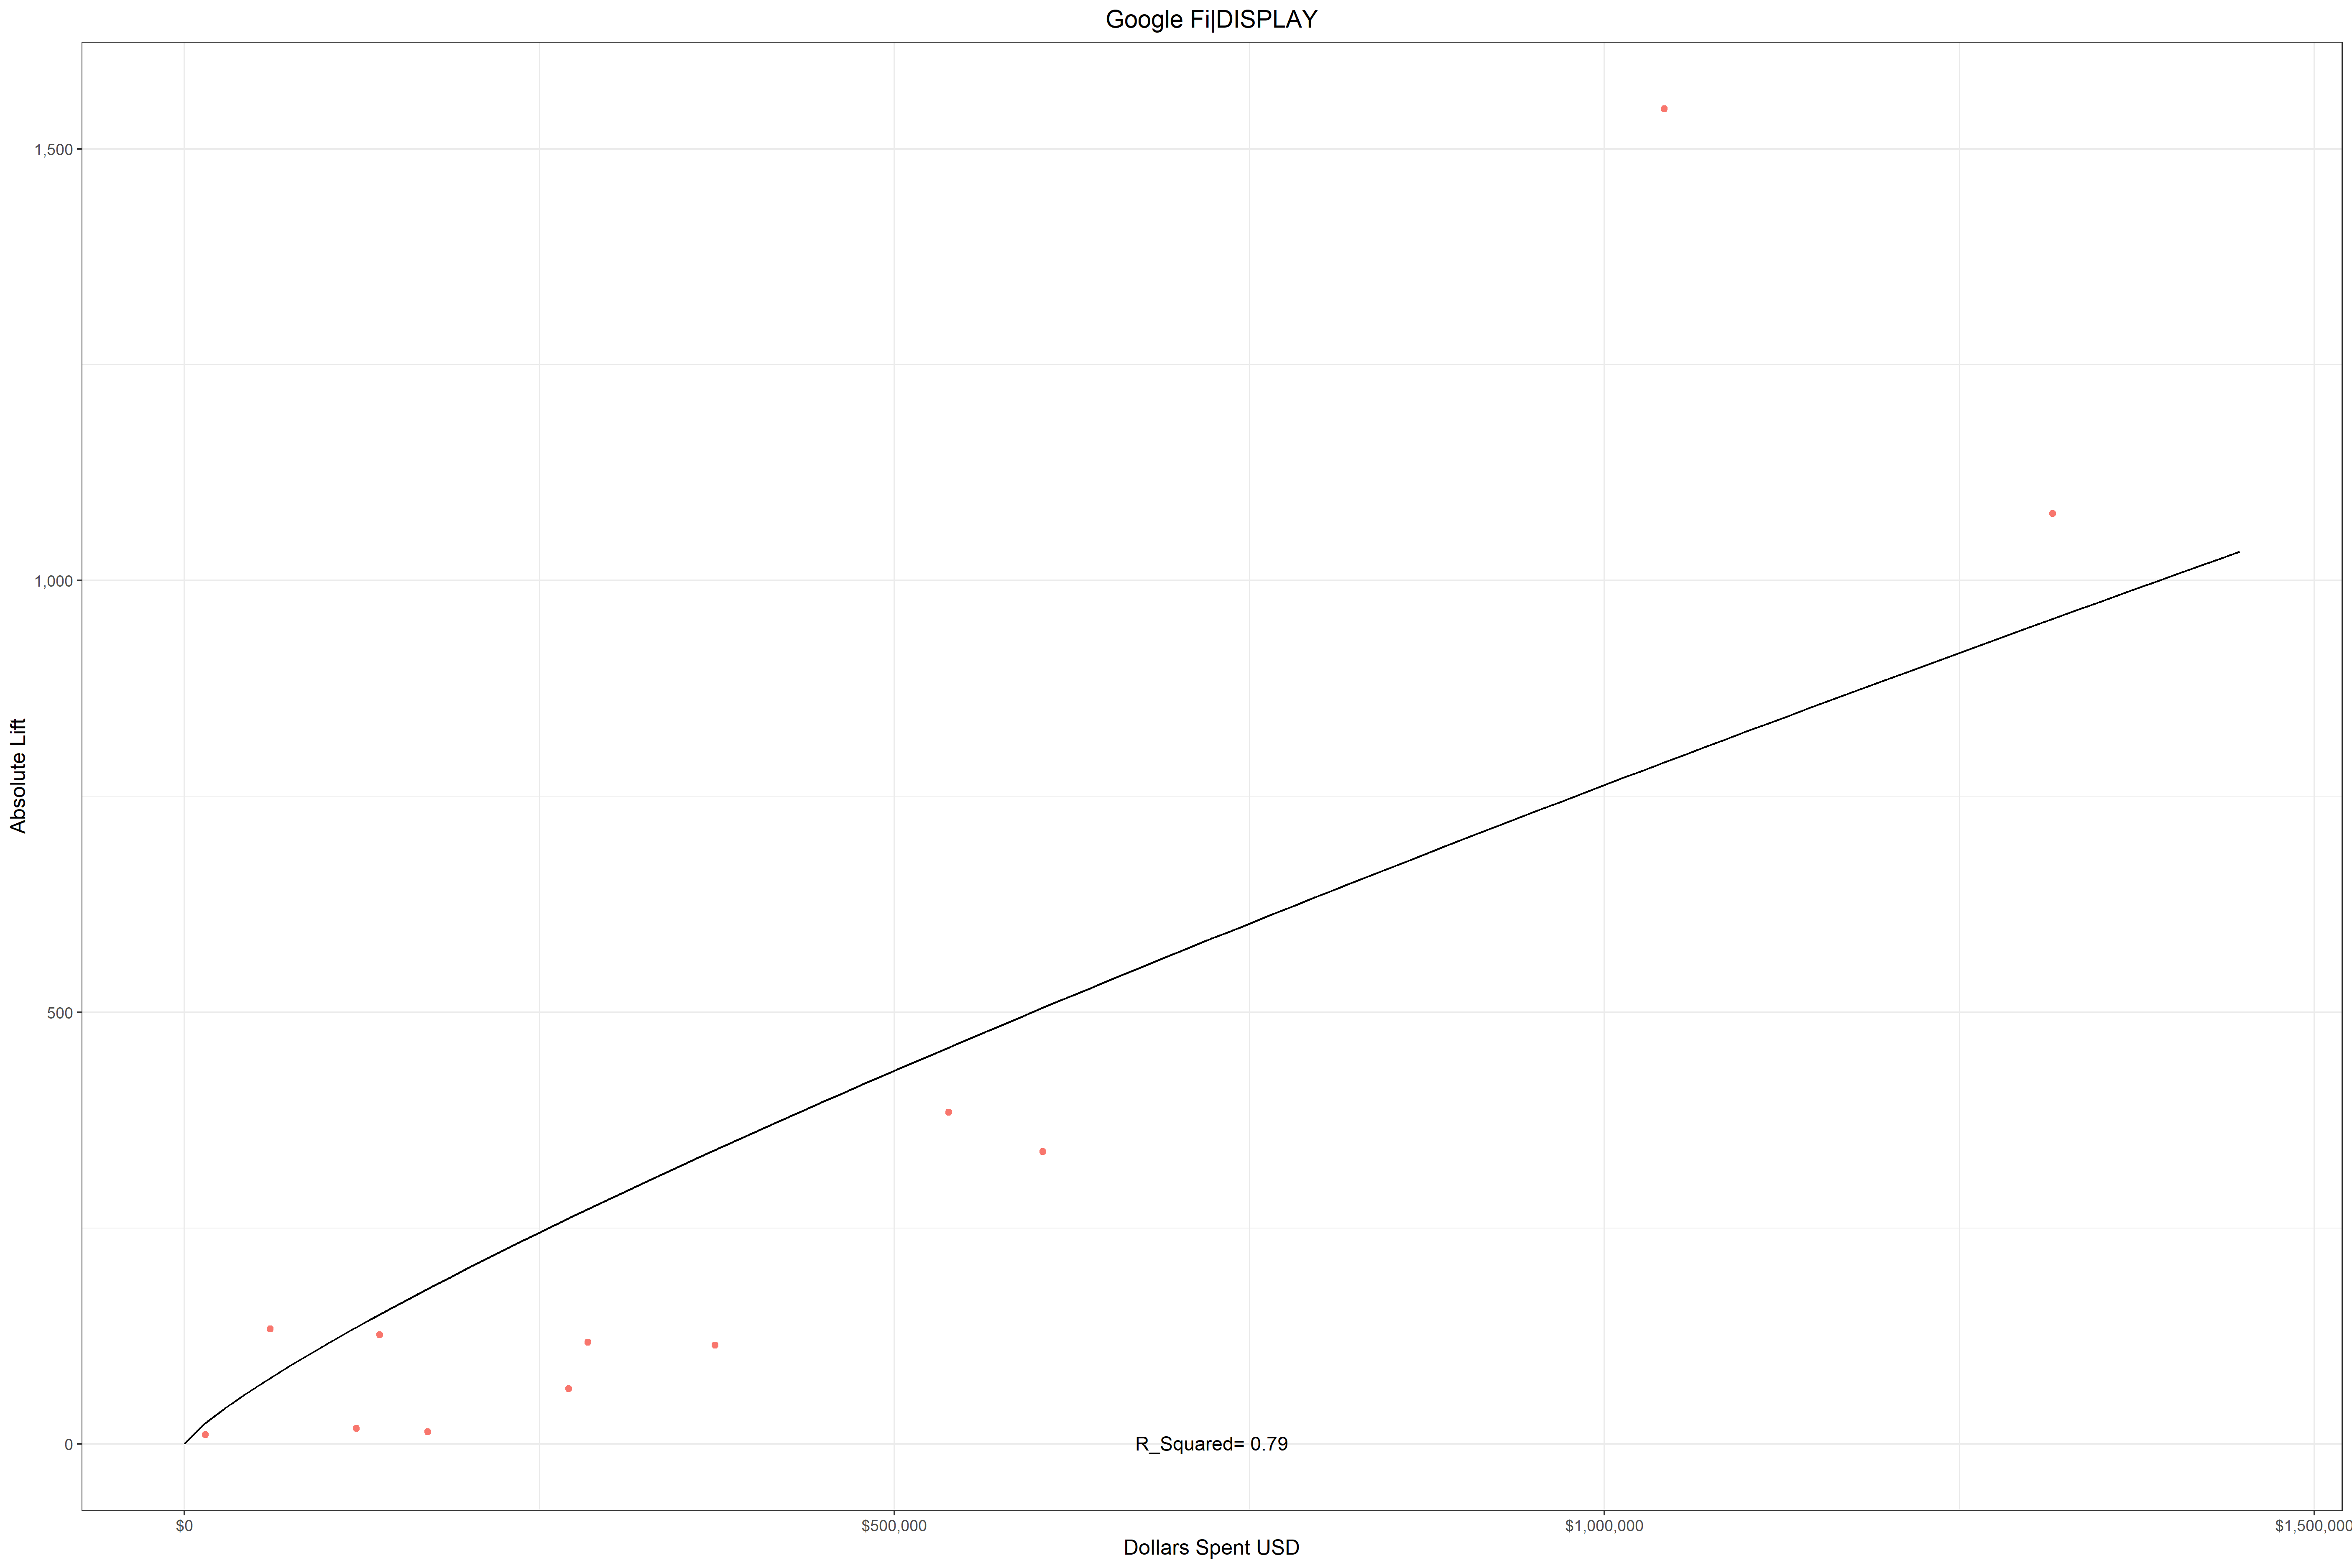 Google Fi|DISPLAY
1,500
1,000
500
0
Absolute Lift
R_Squared= 0.79
$0
$500,000
$1,000,000
$1,500,000
Dollars Spent USD